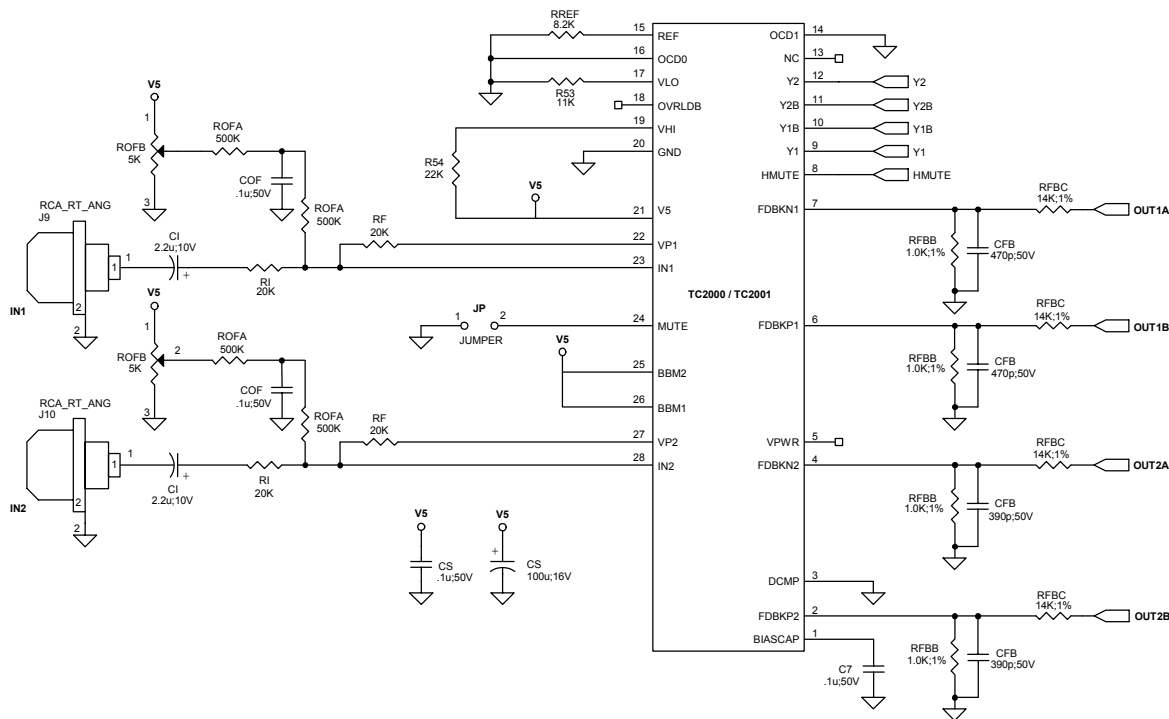 RREF
8.2K
15
REF
16
OCD0
17
VLO
R53
11K
18
OVRLDB
19
VHI
20
GND
R54
22K
V5
21
V5
22
VP1
23
IN1
TC2000 / TC2001
24
MUTE
25
BBM2
26
BBM1
27
VP2
28
IN2
OCD1
14
NC
13
Y2
12
Y2
Y2B
11
Y2B
Y1B
10
Y1B
Y1
9
Y1
HMUTE
8
HMUTE
FDBKN1
7
RFBC
14K;1%
OUT1A
RFBB
1.0K;1%
CFB
470p;50V
FDBKP1
6
RFBC
14K;1%
OUT1B
RFBB
1.0K;1%
CFB
470p;50V
VPWR
5
FDBKN2
4
RFBC
14K;1%
OUT2A
RFBB
1.0K;1%
CFB
390p;50V
DCMP
3
FDBKP2
2
RFBC
14K;1%
OUT2B
RFBB
1.0K;1%
CFB
390p;50V
BIASCAP
1
C7
.1u;50V
V5
1
ROFB
5K
3
ROFA
500K
COF
.1u;50V
ROFA
500K
RCA_RT_ANG
J9
1
1
2
2
IN1
CI
2.2u;10V
+
RI
20K
RF
20K
V5
1
ROFB
5K
2
3
ROFA
500K
COF
.1u;50V
ROFA
500K
RCA_RT_ANG
J10
1
1
2
2
IN2
CI
2.2u;10V
+
RI
20K
RF
20K
JP
1
2
JUMPER
V5
V5
CS
.1u;50V
V5
+
CS
100u;16V